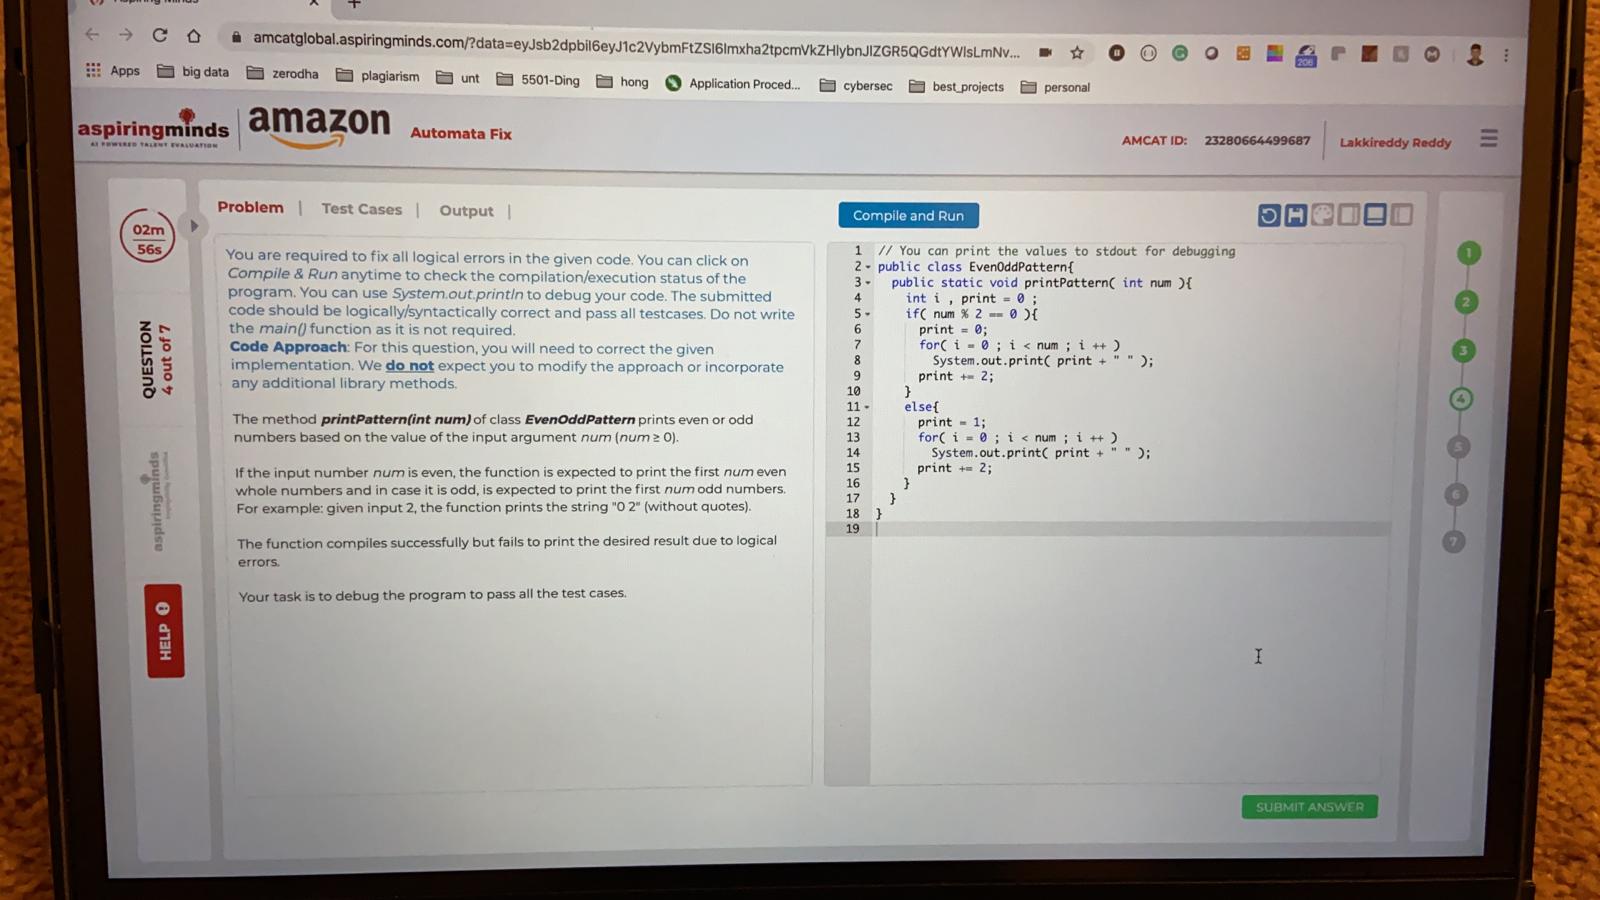 amcatglobal.aspiringminds.com/?data=eyJsb2dpbil6eyJ1c2VybmFtZSI6Imxha2tpcmVkZHlybnJlZGR5QGdtYWlsLmNv...
Apps big data zerodha plagiarism unt 5501-Ding hong Application Proced... cybersec best_projects personal
aspiringminds amazon Automata Fix AMCAT ID: 23280664499687 Lakkireddy Reddy
AI POWERED TALENT EVALUATION
02m
56s
QUESTION
4 out of 7
aspiringminds
HELP
Problem | Test Cases | Output |
You are required to fix all logical errors in the given code. You can click on
Compile & Run anytime to check the compilation/execution status of the
program. You can use System.out.println to debug your code. The submitted
code should be logically/syntactically correct and pass all testcases. Do not write
the main() function as it is not required.
Code Approach: For this question, you will need to correct the given
implementation. We do not expect you to modify the approach or incorporate
any additional library methods.
The method printPattern(int num) of class EvenOddPattern prints even or odd
numbers based on the value of the input argument num (num ≥ 0).
If the input number num is even, the function is expected to print the first num even
whole numbers and in case it is odd, is expected to print the first num odd numbers.
For example: given input 2, the function prints the string "0 2" (without quotes).
The function compiles successfully but fails to print the desired result due to logical
errors.
Your task is to debug the program to pass all the test cases.
Compile and Run
1 // You can print the values to stdout for debugging
2 public class EvenOddPattern{
3 public static void printPattern( int num ){
4 int i , print = 0 ;
5 if( num % 2 == 0 ){
6 print = 0;
7 for( i = 0 ; i < num ; i ++ )
8 System.out.print( print + " " );
9 print += 2;
10 }
11 else{
12 print = 1;
13 for( i = 0 ; i < num ; i ++ )
14 System.out.print( print + " " );
15 print += 2;
16 }
17 }
18 }
19
SUBMIT ANSWER
1
2
3
4
5
6
7